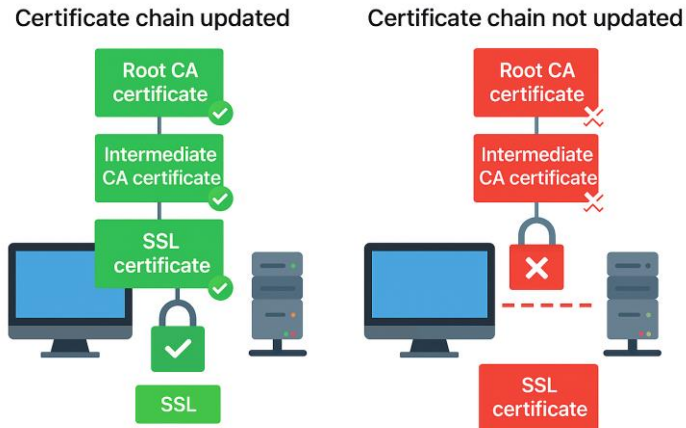 Certificate chain updated
Root CA
certificate
Intermediate
CA certificate
SSL
certificate
SSL
Certificate chain not updated
Root CA
certificate
Intermediate
CA certificate
SSL
certificate